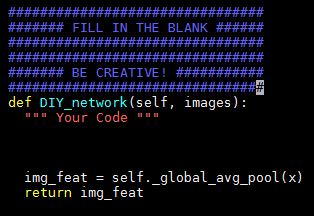 ################################
####### FILL IN THE BLANK ######
################################
################################
####### BE CREATIVE! ###########
################################
def DIY_network(self, images):
  """ Your Code """
  img_feat = self._global_avg_pool(x)
  return img_feat